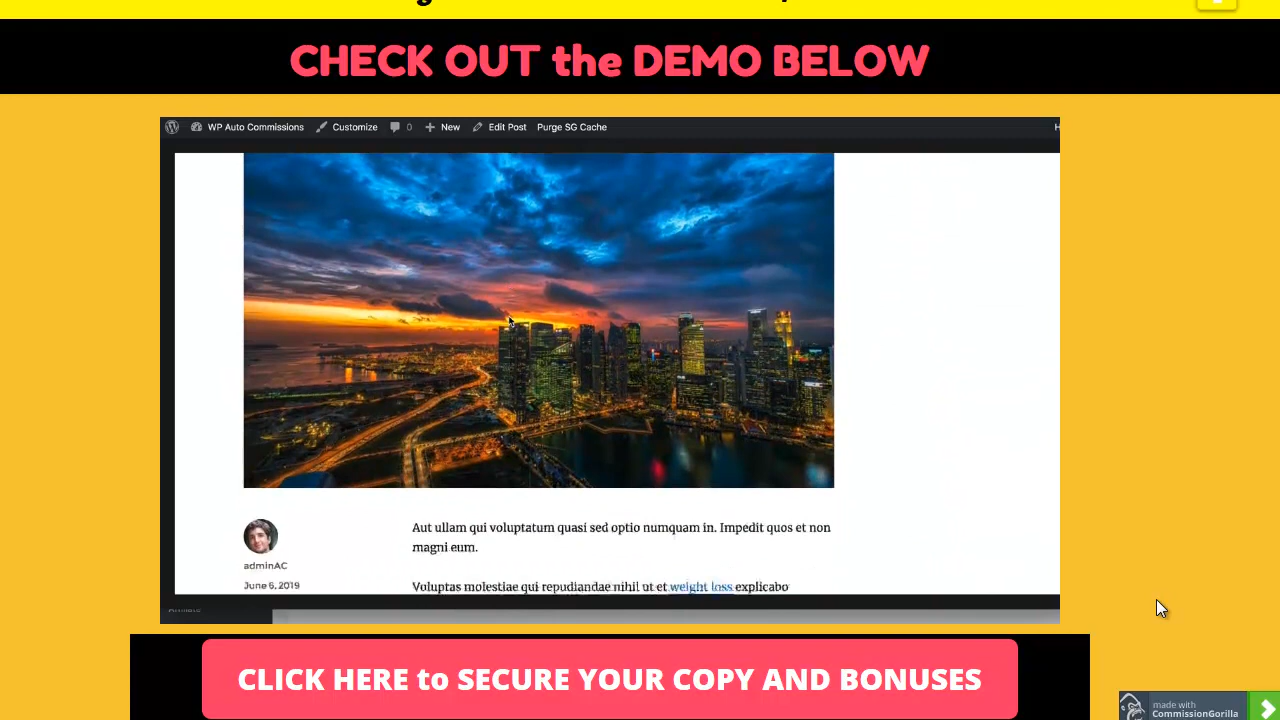 CHECK OUT the DEMO BELOW
WP Auto Commissions Customize 0 New Edit Post Purge SG Cache
Aut ullam qui voluptatum quasi sed optio numquam in. Impedit quos et non
magni eum.
adminAC
June 6, 2019
Voluptas molestiae qui repudiandae nihil ut et weight loss explicabo
CLICK HERE to SECURE YOUR COPY AND BONUSES
made with
CommissionGorilla